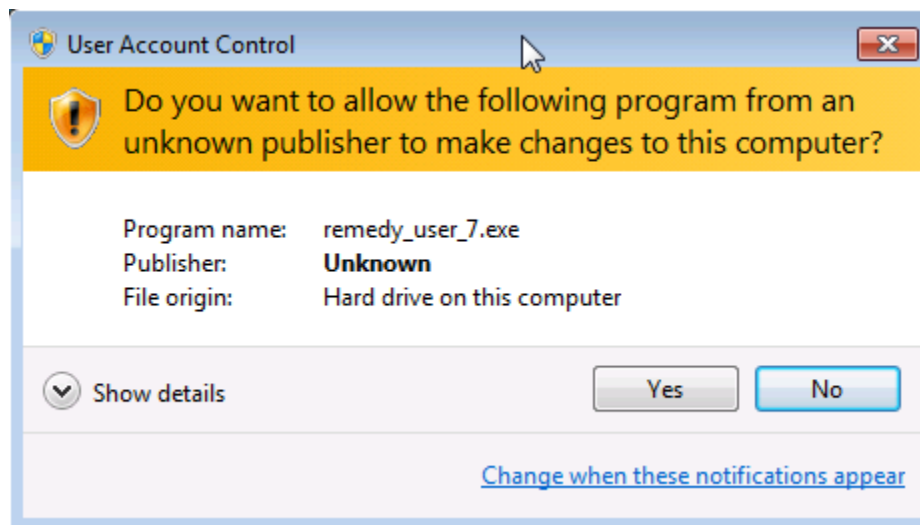 User Account Control
Do you want to allow the following program from an
unknown publisher to make changes to this computer?
Program name: remedy_user_7.exe
Publisher: Unknown
File origin: Hard drive on this computer
Show details
Yes
No
Change when these notifications appear